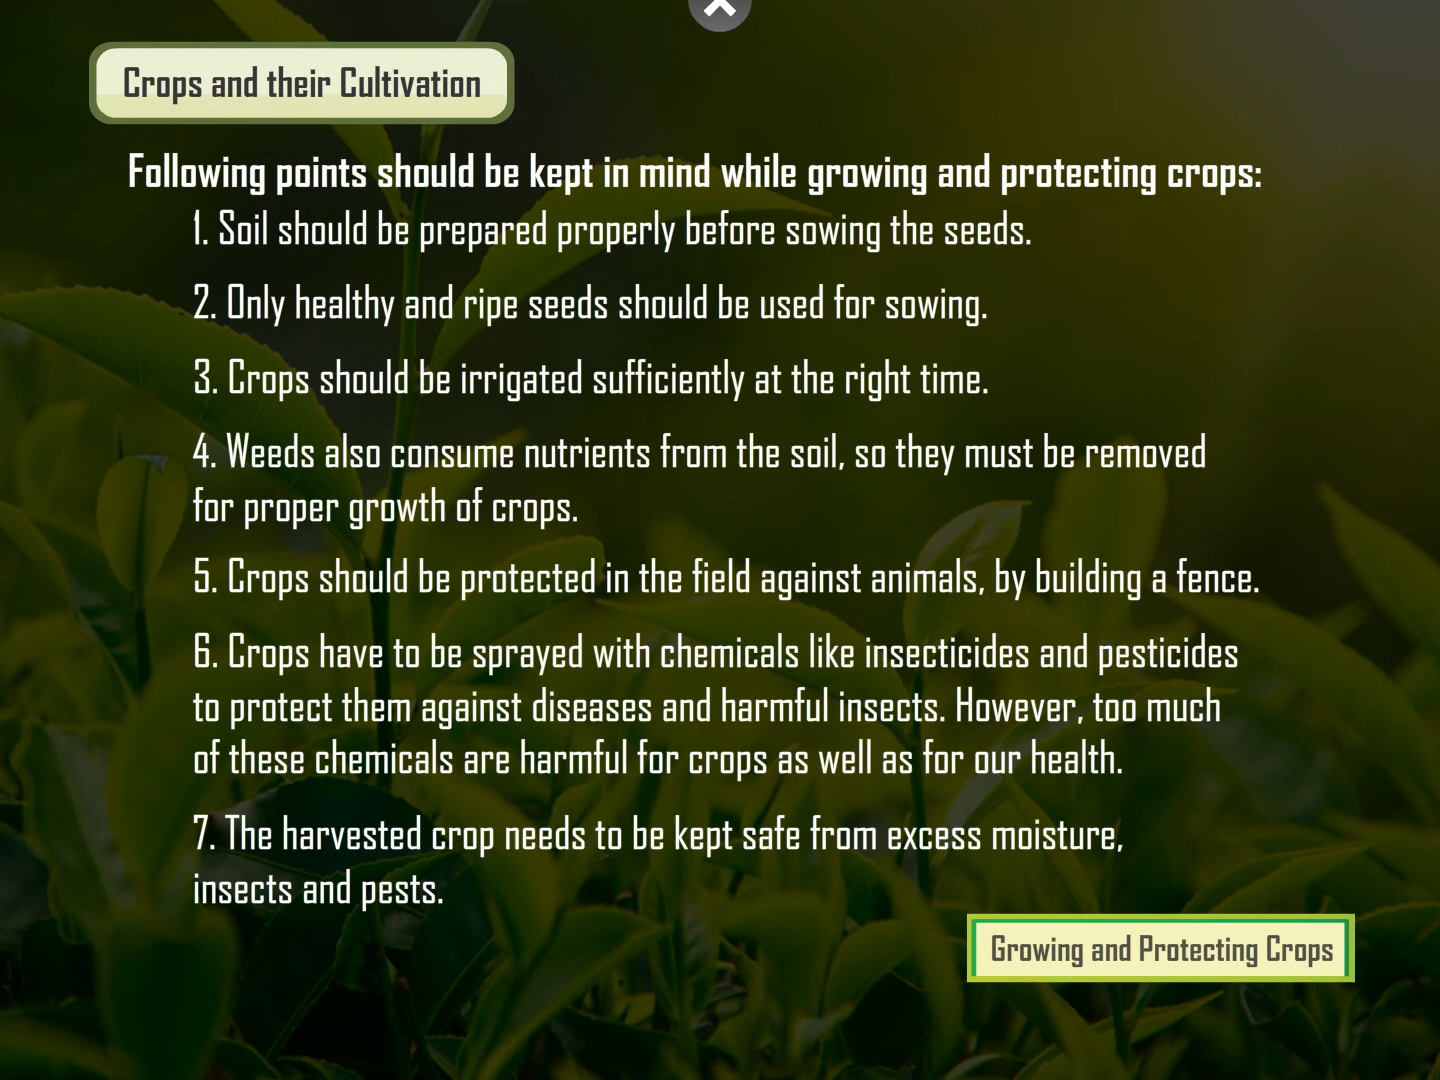 Crops and their Cultivation
Following points should be kept in mind while growing and protecting crops:
1. Soil should be prepared properly before sowing the seeds.
2. Only healthy and ripe seeds should be used for sowing.
3. Crops should be irrigated sufficiently at the right time.
4. Weeds also consume nutrients from the soil, so they must be removed
for proper growth of crops.
5. Crops should be protected in the field against animals, by building a fence.
6. Crops have to be sprayed with chemicals like insecticides and pesticides
to protect them against diseases and harmful insects. However, too much
of these chemicals are harmful for crops as well as for our health.
7. The harvested crop needs to be kept safe from excess moisture,
insects and pests.
Growing and Protecting Crops